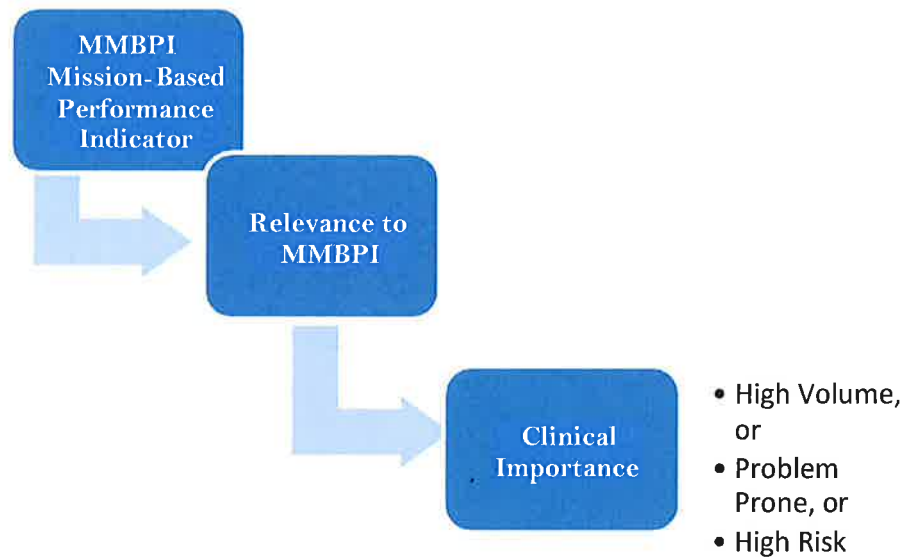 MMBPI
Mission-Based
Performance
Indicator
Relevance to
MMBPI
Clinical
Importance
• High Volume,
or
• Problem
Prone, or
• High Risk